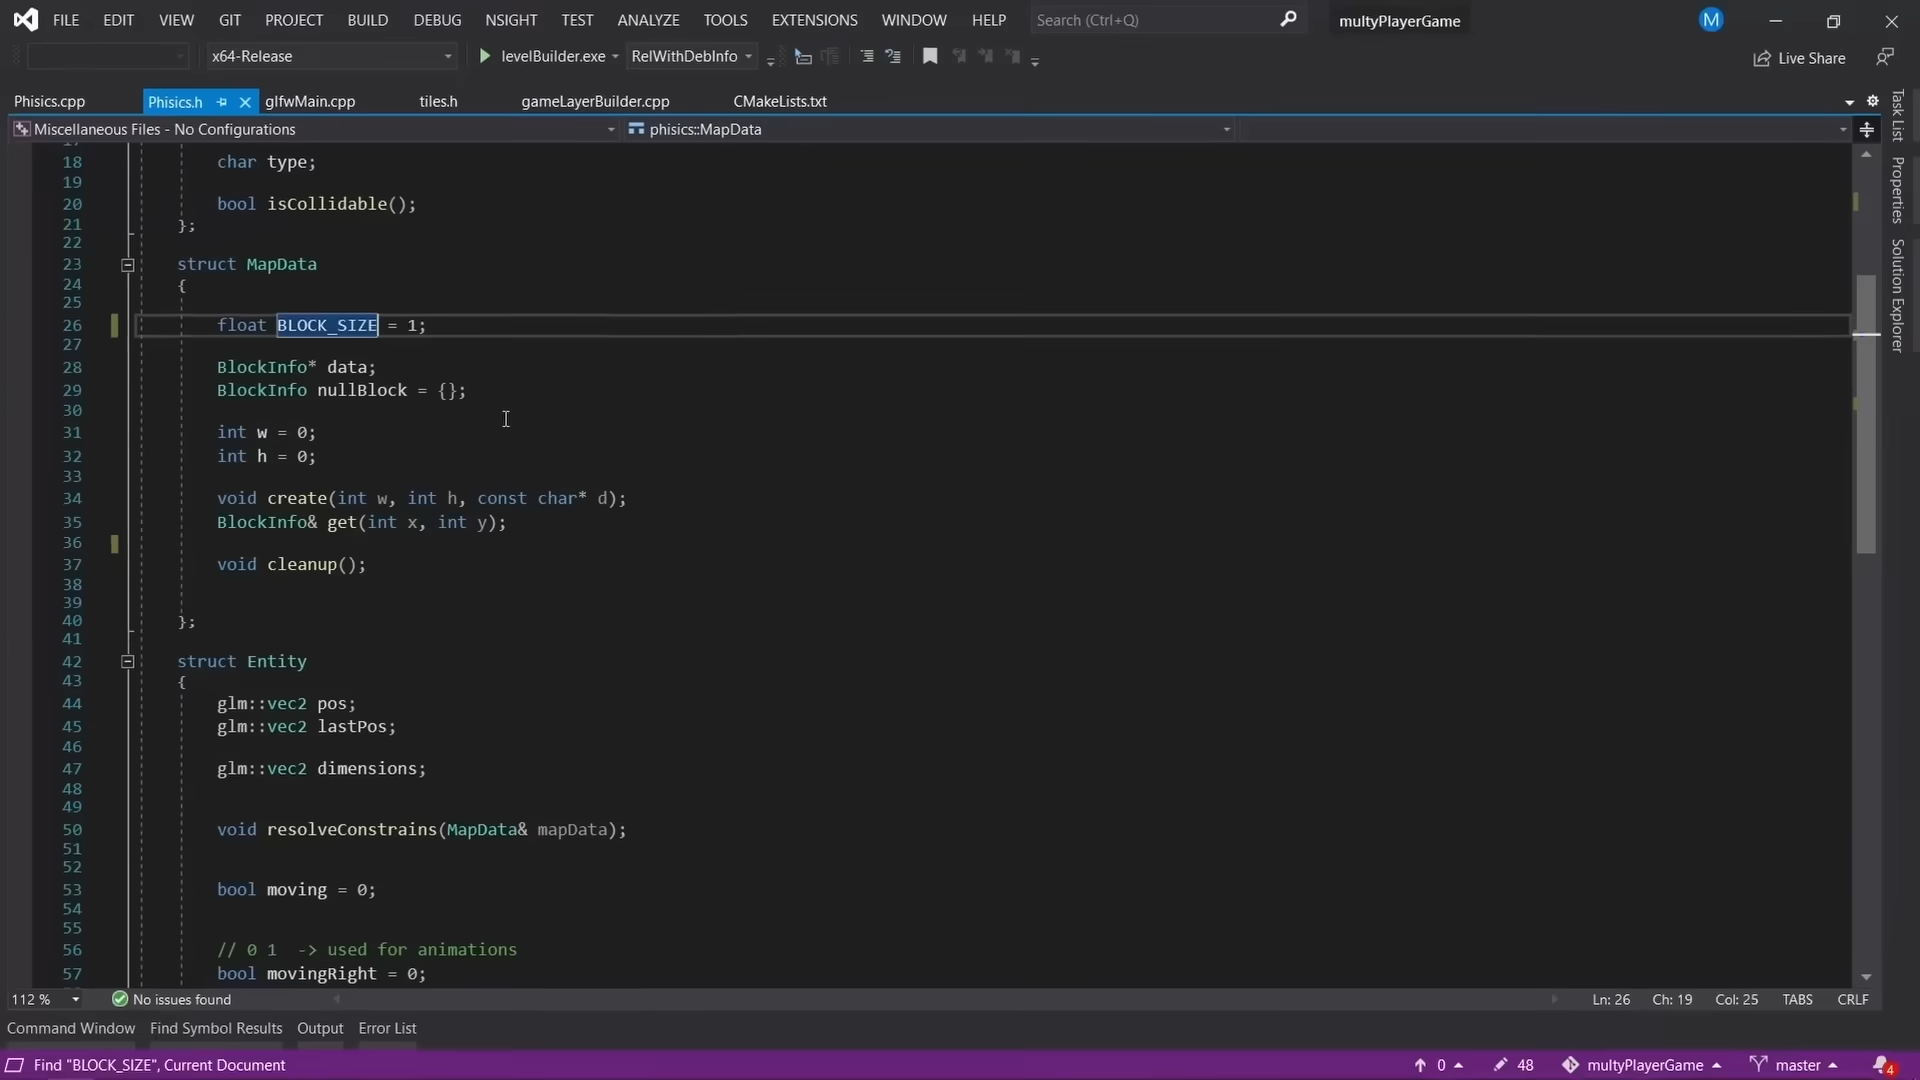 FILE EDIT VIEW GIT PROJECT BUILD DEBUG NSIGHT TEST ANALYZE TOOLS EXTENSIONS WINDOW HELP Search (Ctrl+Q) multyPlayerGame M
x64-Release levelBuilder.exe RelWithDebInfo Live Share
Phisics.cpp Phisics.h glfwMain.cpp tiles.h gameLayerBuilder.cpp CMakeLists.txt
Miscellaneous Files - No Configurations phisics::MapData
18 char type;
19
20 bool isCollidable();
21 };
22
23 struct MapData
24 {
25
26 float BLOCK_SIZE = 1;
27
28 BlockInfo* data;
29 BlockInfo nullBlock = {};
30
31 int w = 0;
32 int h = 0;
33
34 void create(int w, int h, const char* d);
35 BlockInfo& get(int x, int y);
36
37 void cleanup();
38
39
40 };
41
42 struct Entity
43 {
44 glm::vec2 pos;
45 glm::vec2 lastPos;
46
47 glm::vec2 dimensions;
48
49
50 void resolveConstrains(MapData& mapData);
51
52
53 bool moving = 0;
54
55
56 // 0 1  -> used for animations
57 bool movingRight = 0;
Task List
Properties
Solution Explorer
112 % No issues found Ln: 26 Ch: 19 Col: 25 TABS CRLF
Command Window Find Symbol Results Output Error List
Find "BLOCK_SIZE", Current Document 0 48 multyPlayerGame master 4